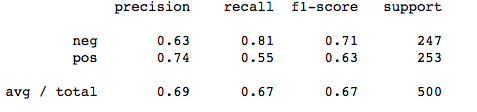 precision recall f1-score support
neg 0.63 0.81 0.71 247
pos 0.74 0.55 0.63 253
avg / total 0.69 0.67 0.67 500